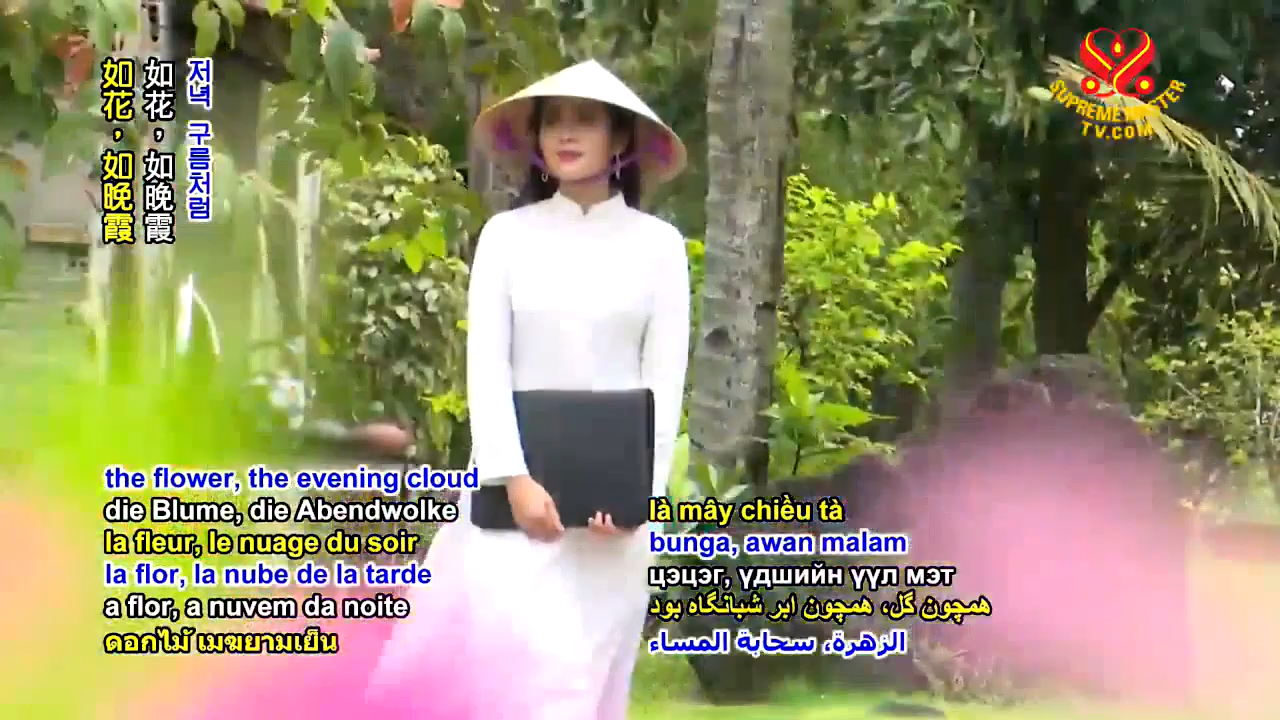 저녁 구름처럼
如花，如晚霞
如花，如晚霞
SUPREME MASTER
TV.COM
the flower, the evening cloud
die Blume, die Abendwolke
la fleur, le nuage du soir
la flor, la nube de la tarde
a flor, a nuvem da noite
ดอกไม้ เมฆยามเย็น
là mây chiều tà
bunga, awan malam
цэцэг, үдшийн үүл мэт
همچون گل، همچون ابر شبانگاه بود
الزهرة، سحابة المساء